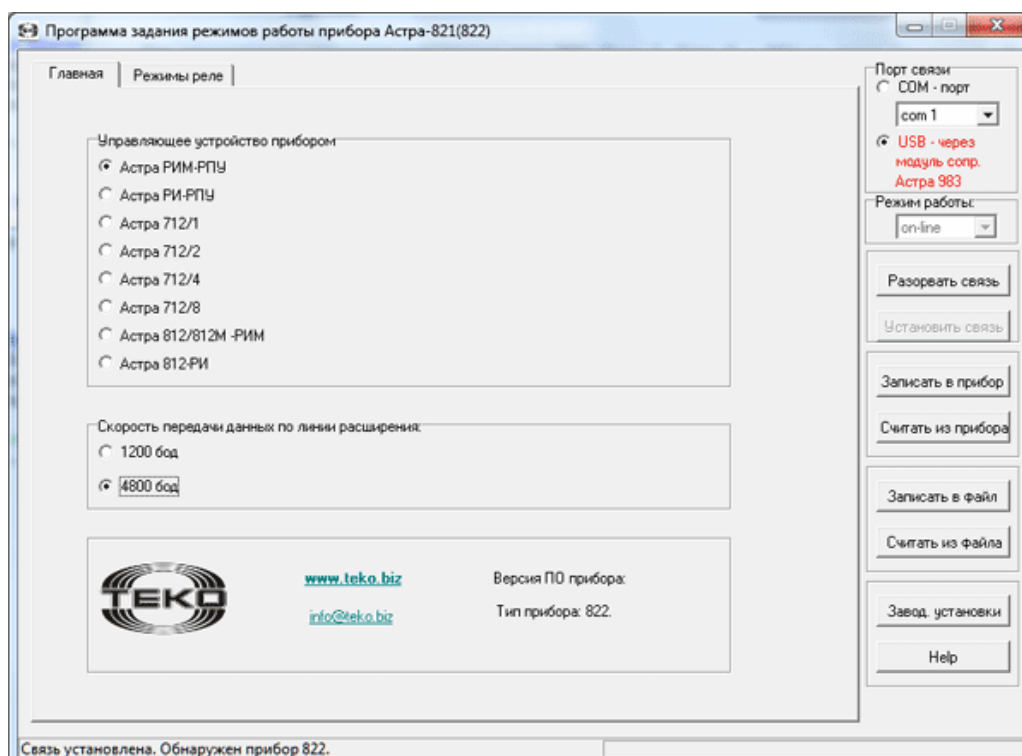 Программа задания режимов работы прибора Астра-821(822)
Главная
Режимы реле
Управляющее устройство прибором
Астра РИМ-РПУ
Астра РИ-РПУ
Астра 712/1
Астра 712/2
Астра 712/4
Астра 712/8
Астра 812/812М -РИМ
Астра 812-РИ
Скорость передачи данных по линии расширения:
1200 бод
4800 бод
ТЕКО
www.teko.biz
info@teko.biz
Версия ПО прибора:
Тип прибора: 822.
Порт связи
COM - порт
com 1
USB - через
модуль сопр.
Астра 983
Режим работы:
on-line
Разорвать связь
Установить связь
Записать в прибор
Считать из прибора
Записать в файл
Считать из файла
Завод. установки
Help
Связь установлена. Обнаружен прибор 822.